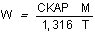 W = CKAP M
1,316 T